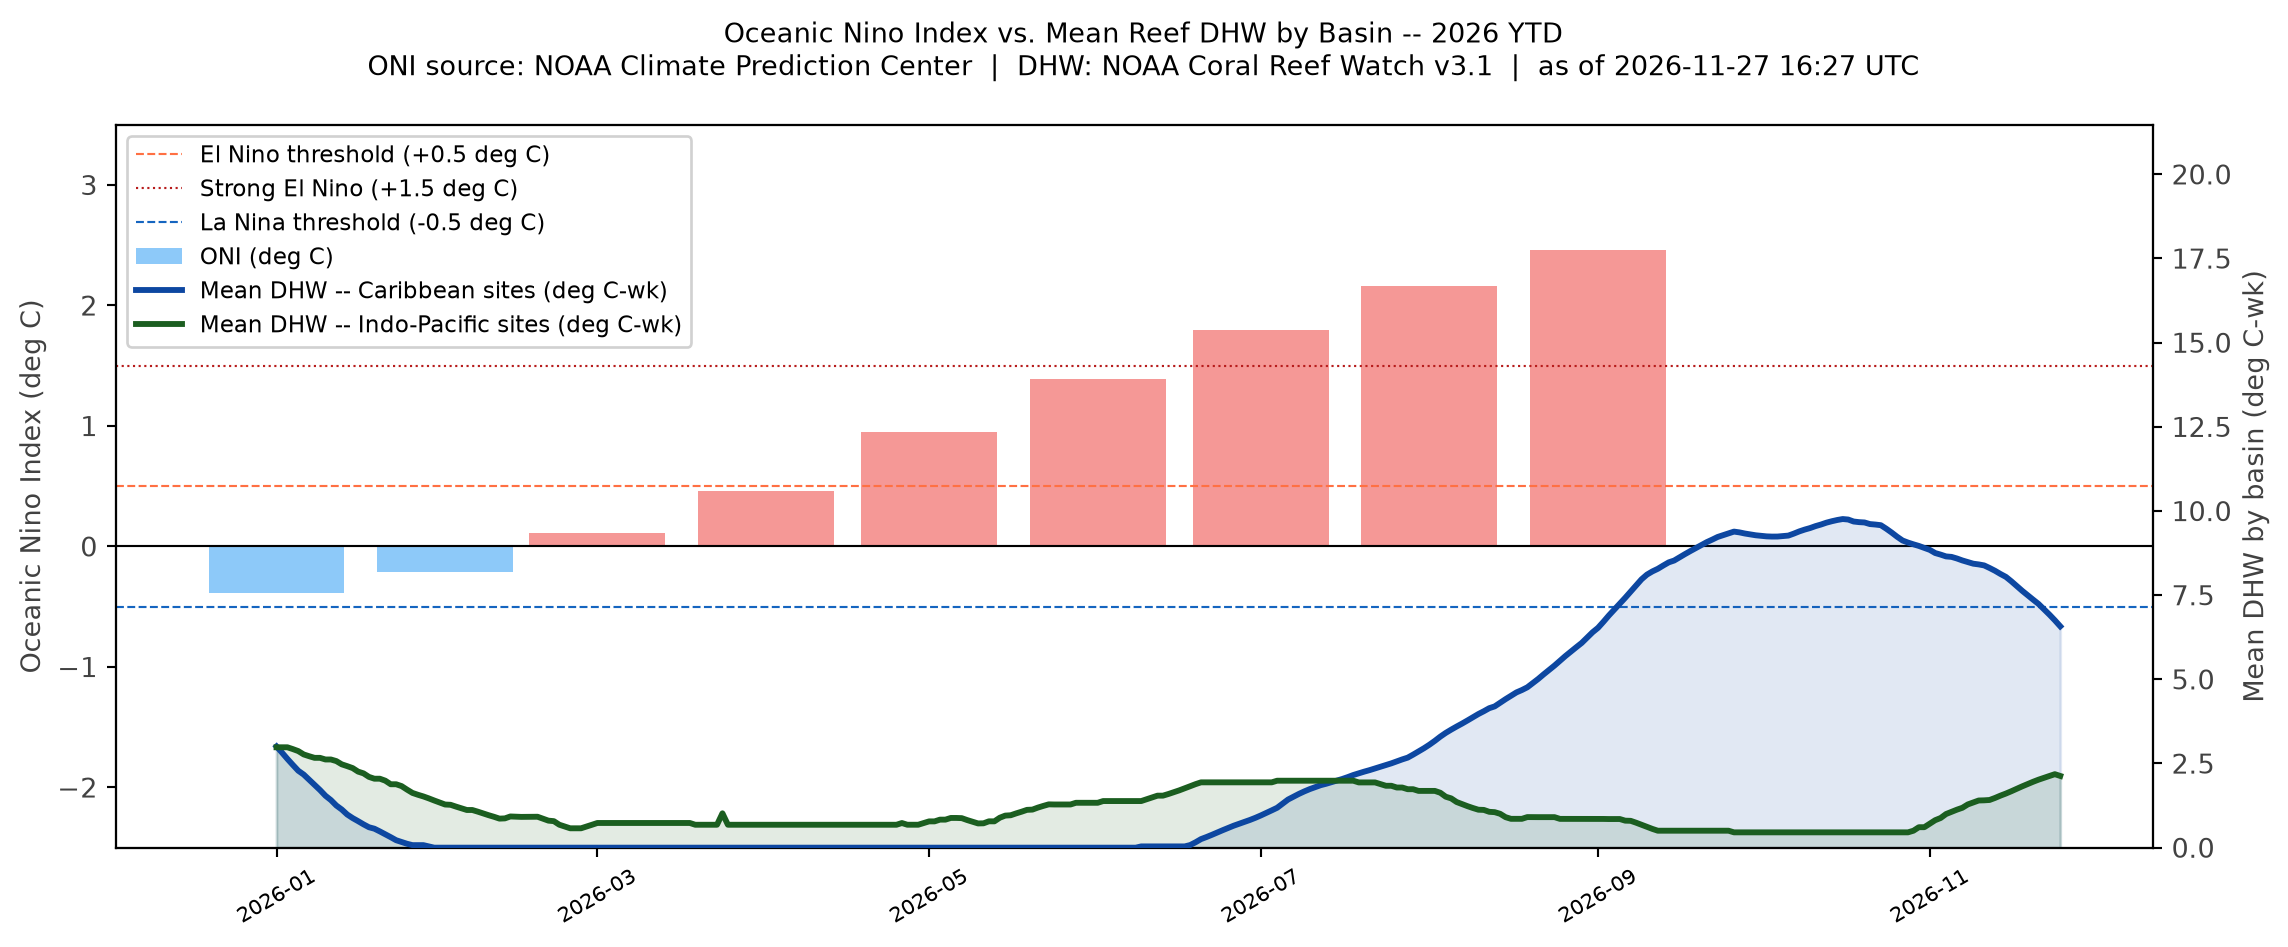 Oceanic Nino Index vs. Mean Reef DHW by Basin -- 2026 YTD
ONI source: NOAA Climate Prediction Center | DHW: NOAA Coral Reef Watch v3.1 | as of 2026-11-27 16:27 UTC
El Nino threshold (+0.5 deg C)
Strong El Nino (+1.5 deg C)
La Nina threshold (-0.5 deg C)
ONI (deg C)
Mean DHW -- Caribbean sites (deg C-wk)
Mean DHW -- Indo-Pacific sites (deg C-wk)
Oceanic Nino Index (deg C)
3
2
1
0
−1
−2
20.0
17.5
15.0
12.5
10.0
7.5
5.0
2.5
0.0
Mean DHW by basin (deg C-wk)
2026-01
2026-03
2026-05
2026-07
2026-09
2026-11